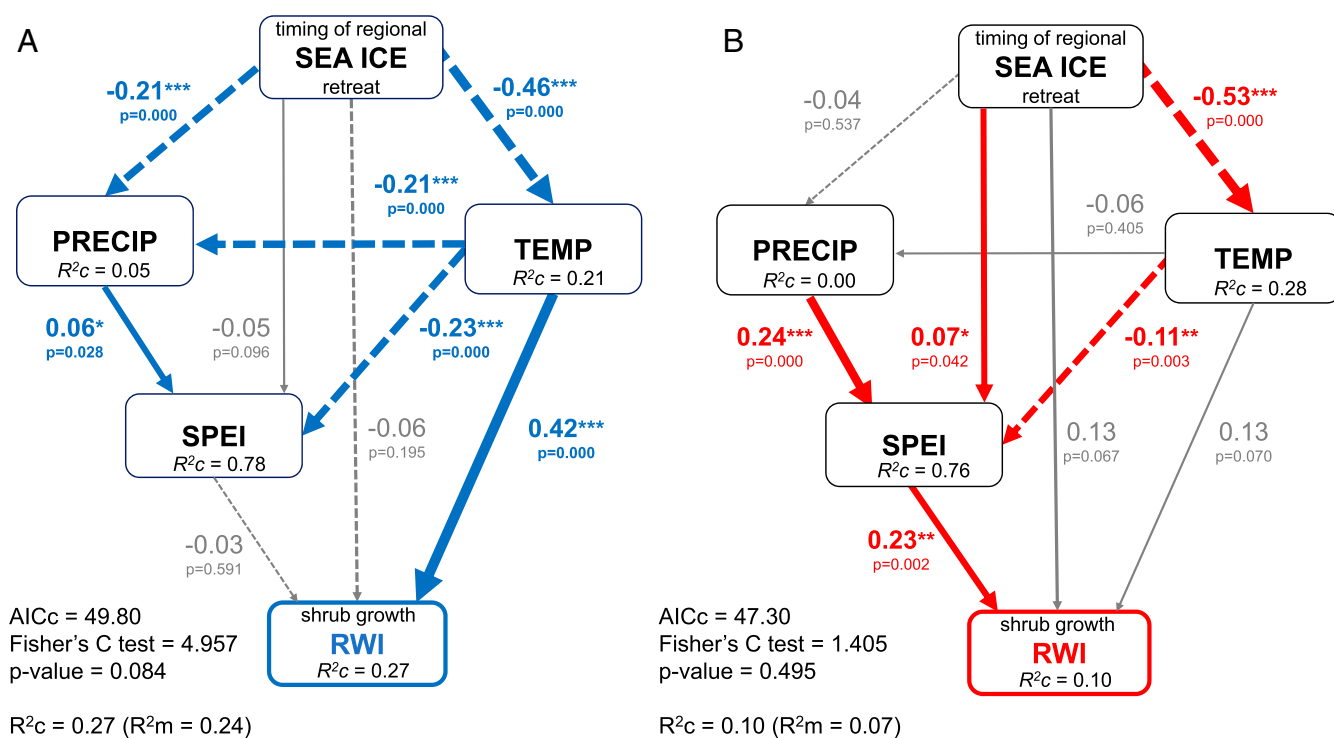 A
timing of regional
SEA ICE
retreat
-0.21***
p=0.000
-0.46***
p=0.000
-0.21***
p=0.000
PRECIP
R²c = 0.05
TEMP
R²c = 0.21
0.06*
p=0.028
-0.05
p=0.096
-0.23***
p=0.000
SPEI
R²c = 0.78
-0.06
p=0.195
0.42***
p=0.000
-0.03
p=0.591
shrub growth
RWI
R²c = 0.27
AICc = 49.80
Fisher's C test = 4.957
p-value = 0.084
R²c = 0.27 (R²m = 0.24)
B
timing of regional
SEA ICE
retreat
-0.04
p=0.537
-0.53***
p=0.000
-0.06
p=0.405
PRECIP
R²c = 0.00
TEMP
R²c = 0.28
0.24***
p=0.000
0.07*
p=0.042
-0.11**
p=0.003
SPEI
R²c = 0.76
0.13
p=0.067
0.13
p=0.070
0.23**
p=0.002
shrub growth
RWI
R²c = 0.10
AICc = 47.30
Fisher's C test = 1.405
p-value = 0.495
R²c = 0.10 (R²m = 0.07)